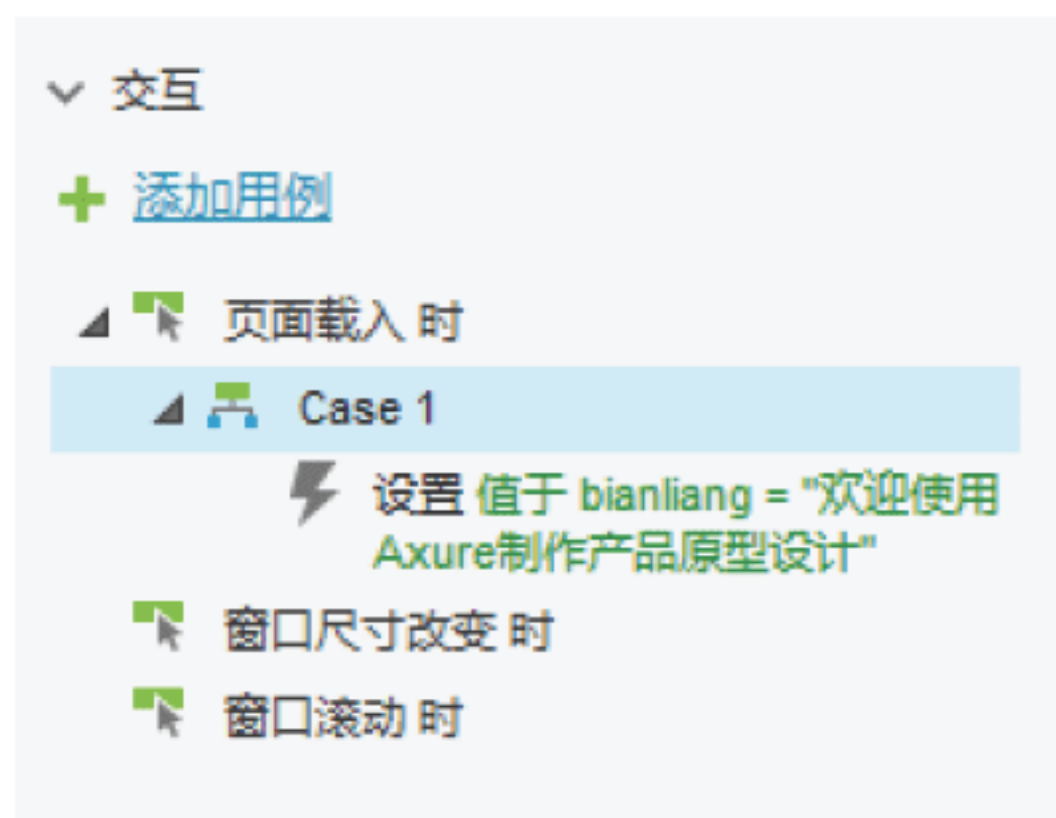 交互
添加用例
页面载入 时
Case 1
设置 值于 bianliang = "欢迎使用
Axure制作产品原型设计"
窗口尺寸改变 时
窗口滚动 时